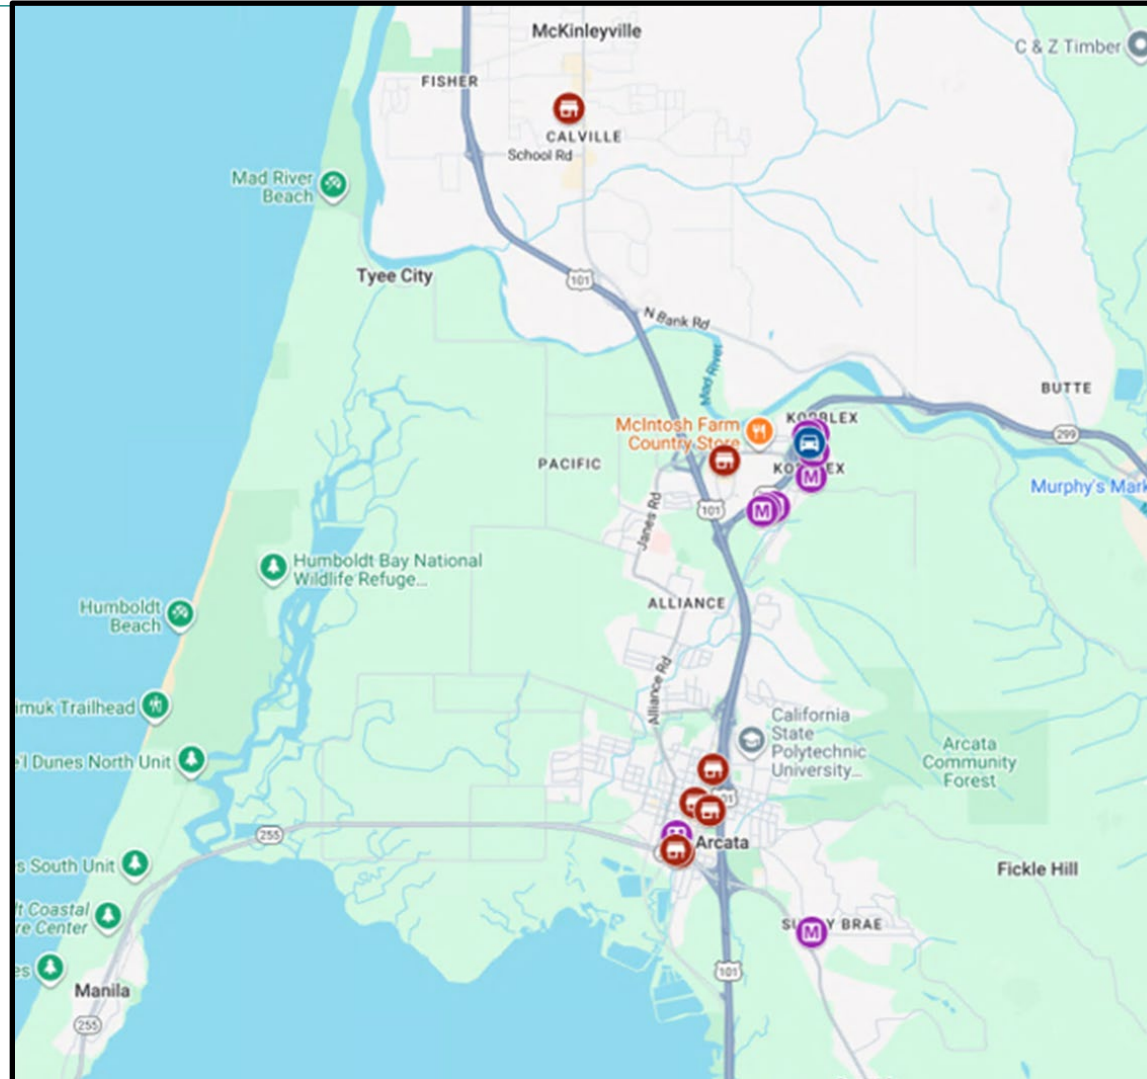 McKinleyville
C & Z Timber
FISHER
CALVILLE
School Rd
Mad River
Beach
Tyee City
101
N Bank Rd
Mad River
BUTTE
McIntosh Farm
Country Store
299
PACIFIC
Murphy's Mark
101
Janes Rd
Humboldt Bay National
Wildlife Refuge...
M
M
ALLIANCE
Humboldt
Beach
Alliance Rd
imuk Trailhead
California
State
Polytechnic
University...
Arcata
Community
Forest
e'l Dunes North Unit
255
Arcata
s South Unit
Fickle Hill
t Coastal
re Center
BRAE
M
es
101
Manila
255